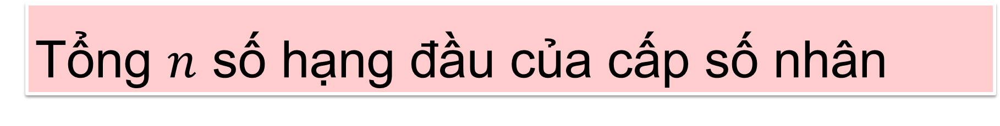 Tổng 𝑛 số hạng đầu của cấp số nhân